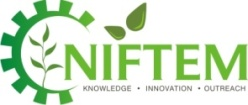 NIFTEM
KNOWLEDGE • INNOVATION • OUTREACH